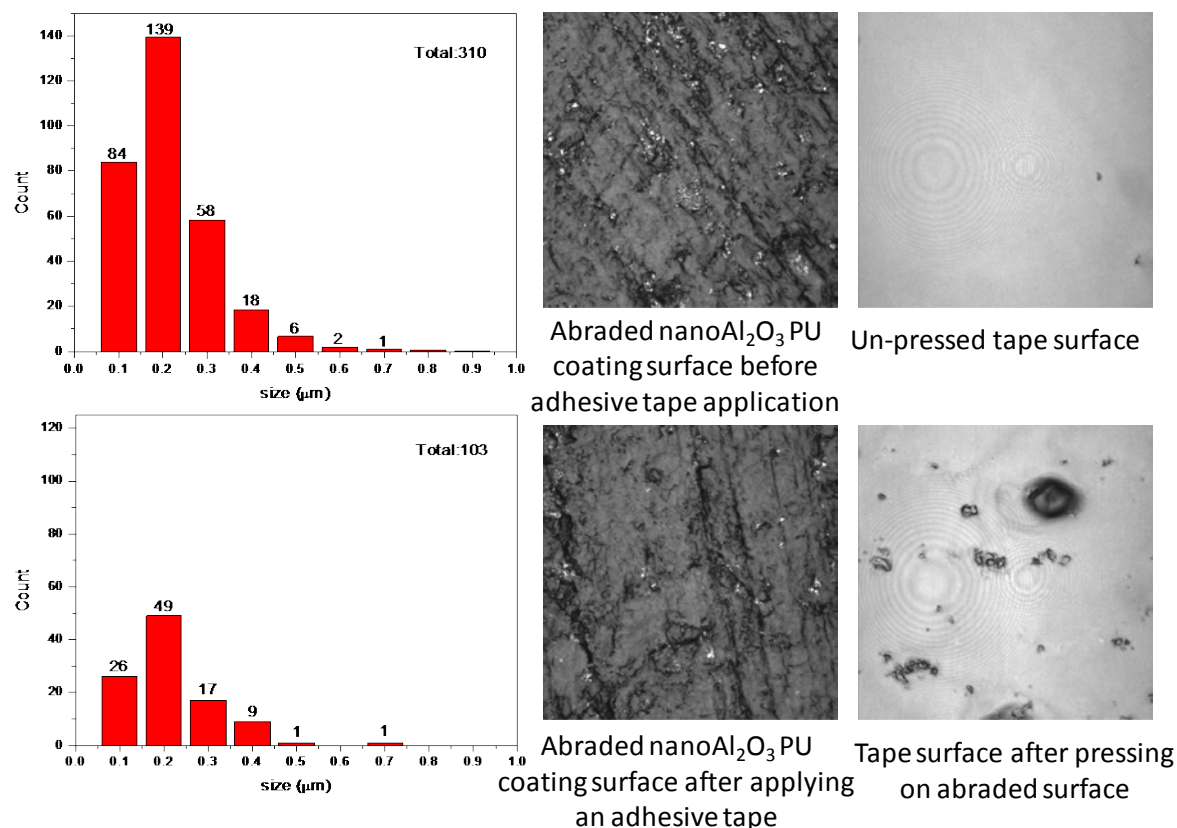 140
120
100
80
60
40
20
0
Count
84
139
58
18
6
2
1
Total:310
0.0 0.1 0.2 0.3 0.4 0.5 0.6 0.7 0.8 0.9 1.0
size (μm)
Abraded nanoAl₂O₃ PU
coating surface before
adhesive tape application
Un-pressed tape surface
120
100
80
60
40
20
0
Count
26
49
17
9
1
1
Total:103
0.0 0.1 0.2 0.3 0.4 0.5 0.6 0.7 0.8 0.9 1.0
size (μm)
Abraded nanoAl₂O₃ PU
coating surface after applying
an adhesive tape
Tape surface after pressing
on abraded surface